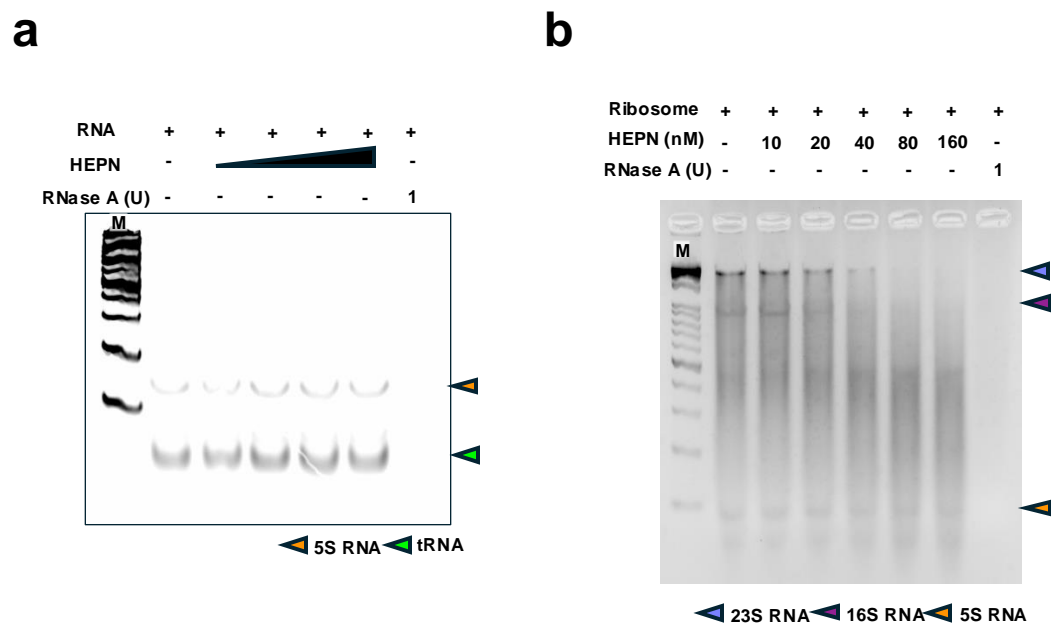 a
RNA + + + + + +
HEPN - -
RNase A (U) - - - - - 1
M
5S RNA tRNA
b
Ribosome + + + + + + +
HEPN (nM) - 10 20 40 80 160 -
RNase A (U) - - - - - - 1
M
23S RNA 16S RNA 5S RNA